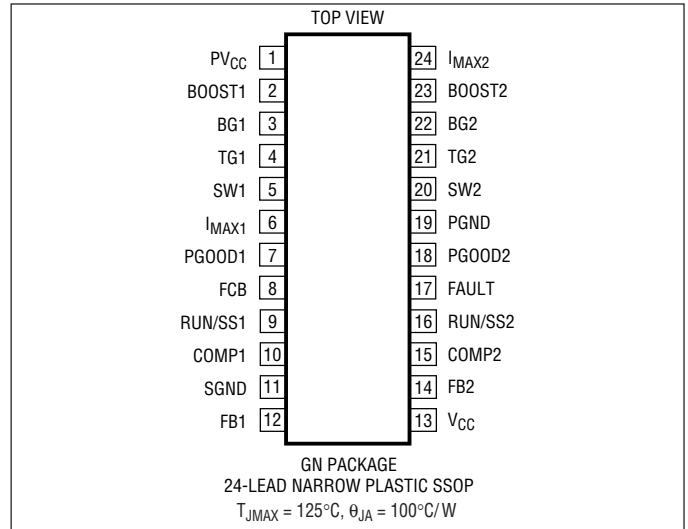 TOP VIEW
PVCC 1 24 IMAX2
BOOST1 2 23 BOOST2
BG1 3 22 BG2
TG1 4 21 TG2
SW1 5 20 SW2
IMAX1 6 19 PGND
PGOOD1 7 18 PGOOD2
FCB 8 17 FAULT
RUN/SS1 9 16 RUN/SS2
COMP1 10 15 COMP2
SGND 11 14 FB2
FB1 12 13 VCC
GN PACKAGE
24-LEAD NARROW PLASTIC SSOP
TJMAX = 125°C, θJA = 100°C/W